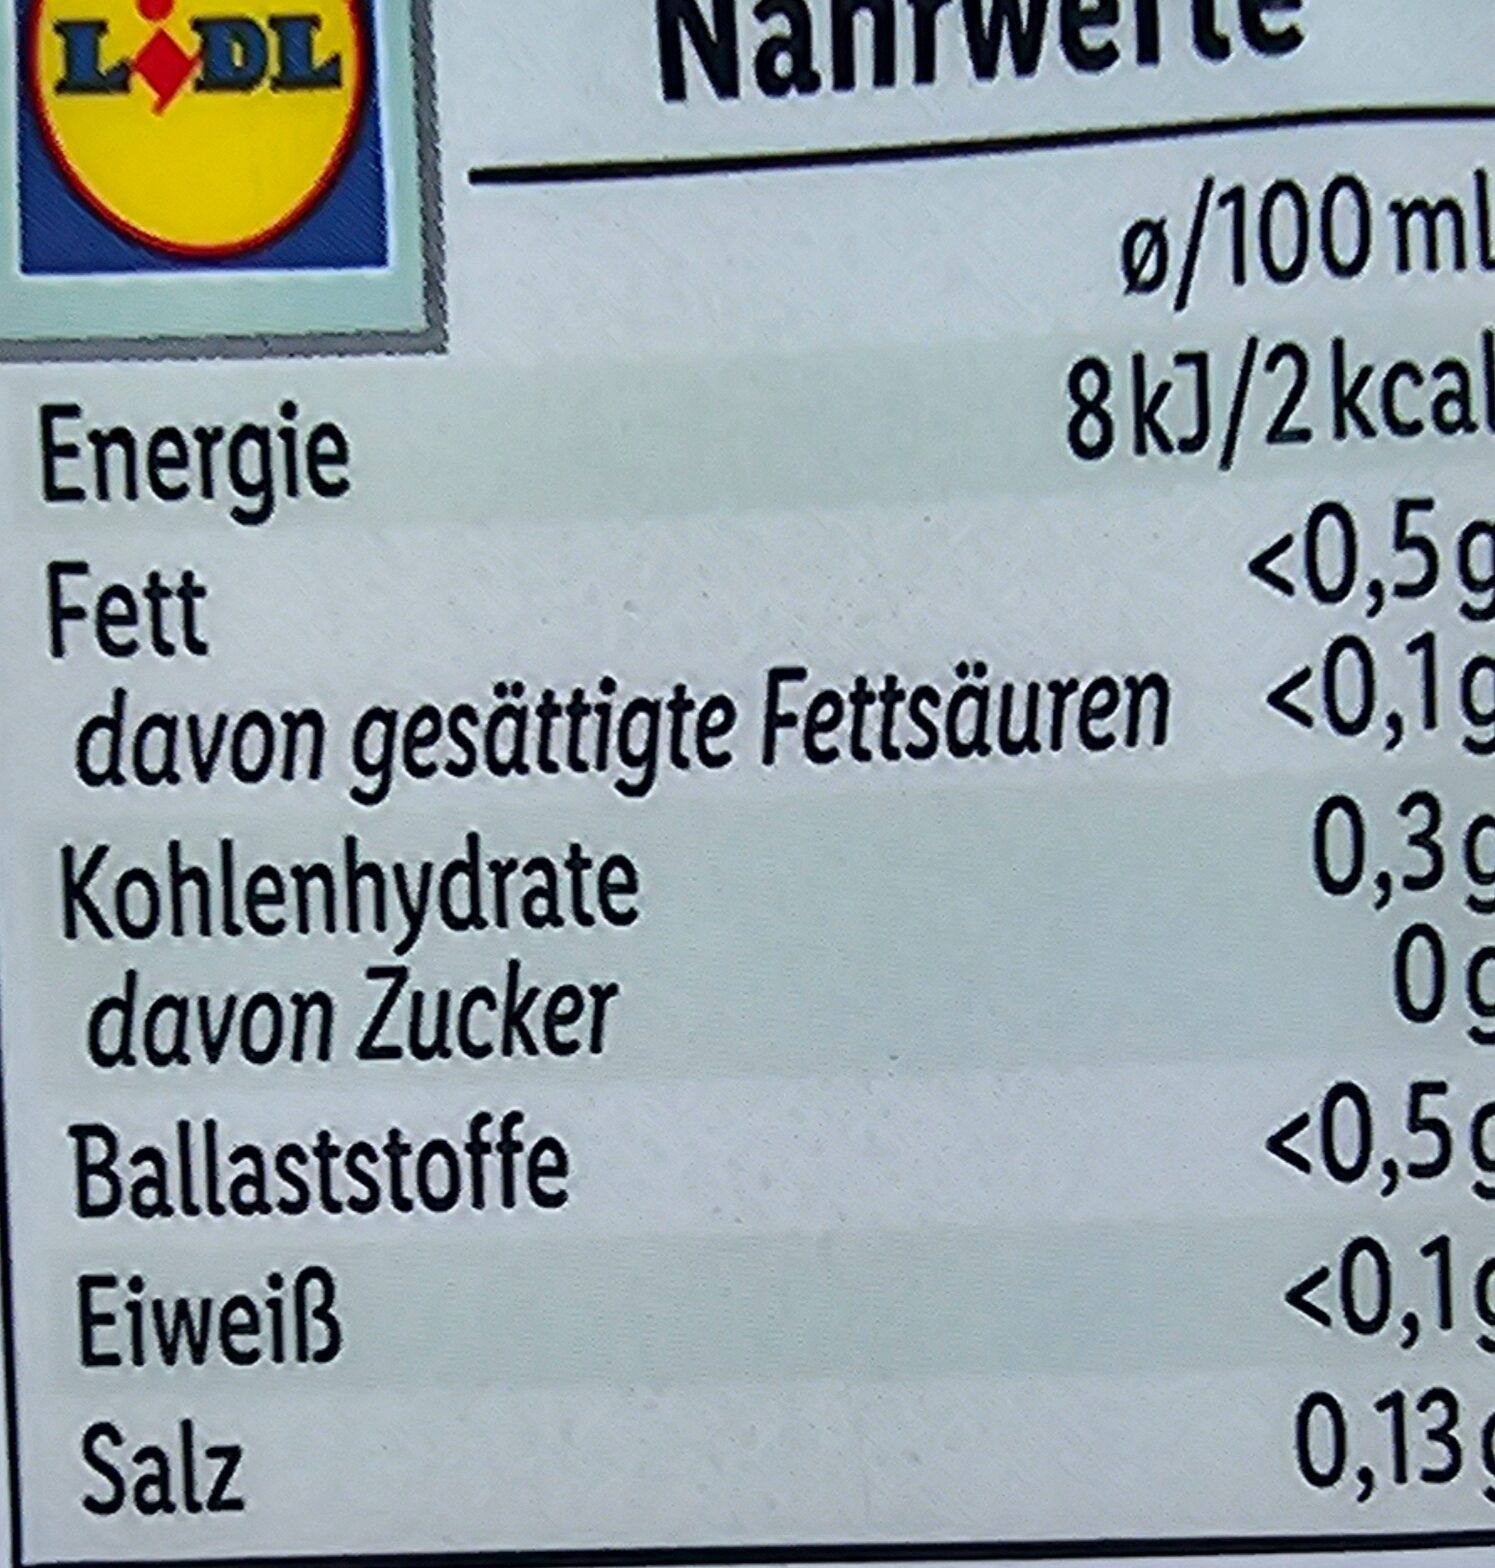 LIDL
Nährwerte
ø/100 ml
Energie 8 kJ/2 kcal
Fett <0,5 g
davon gesättigte Fettsäuren <0,1 g
Kohlenhydrate 0,3 g
davon Zucker 0 g
Ballaststoffe <0,5 g
Eiweiß <0,1 g
Salz 0,13 g